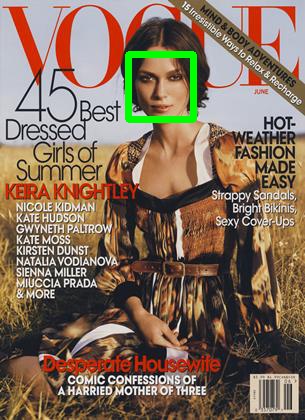 VOGUE
MIND & BODY ADVENTURES
15 Irresistible Ways to Relax & Recharge
JUNE
45 Best
Dressed
Girls of
Summer
KEIRA KNIGHTLEY
NICOLE KIDMAN
KATE HUDSON
GWYNETH PALTROW
KATE MOSS
KIRSTEN DUNST
NATALIA VODIANOVA
SIENNA MILLER
MIUCCIA PRADA
& MORE
HOT-
WEATHER
FASHION
MADE
EASY
Strappy Sandals,
Bright Bikinis,
Sexy Cover-Ups
Desperate Housewife
COMIC CONFESSIONS OF
A HARRIED MOTHER OF THREE